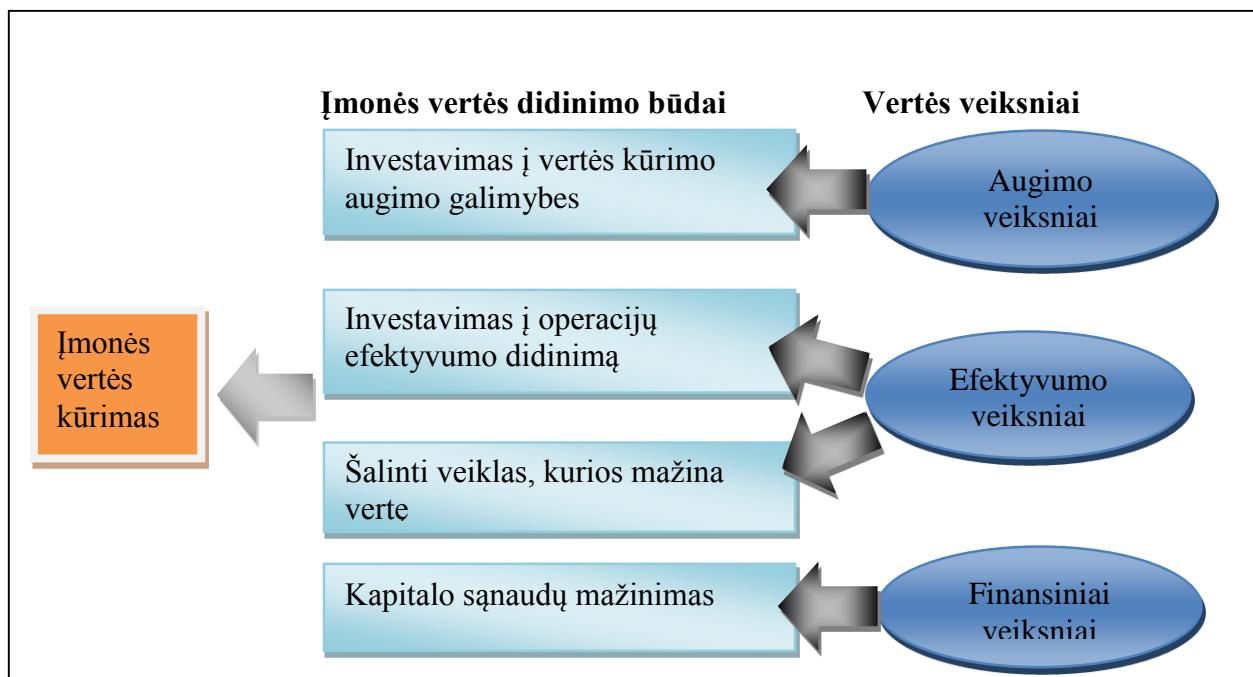 Įmonės vertės didinimo būdai
Vertės veiksniai
Investavimas į vertės kūrimo
augimo galimybes
Augimo
veiksniai
Investavimas į operacijų
efektyvumo didinimą
Įmonės
vertės
kūrimas
Efektyvumo
veiksniai
Šalinti veiklas, kurios mažina
vertę
Kapitalo sąnaudų mažinimas
Finansiniai
veiksniai